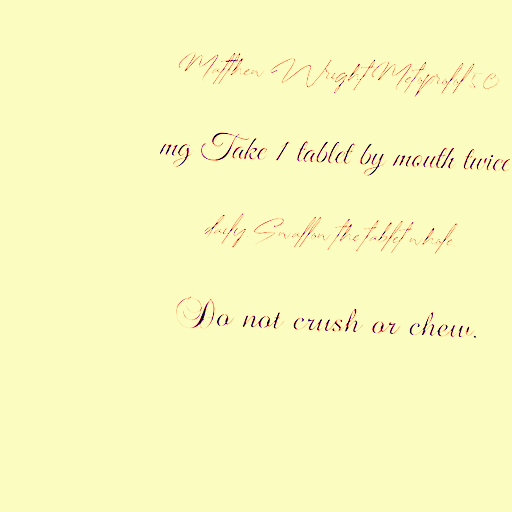 Matthew Wright Metoprolol 50
mg Take 1 tablet by mouth twice
daily Swallow the tablet whole
Do not crush or chew.